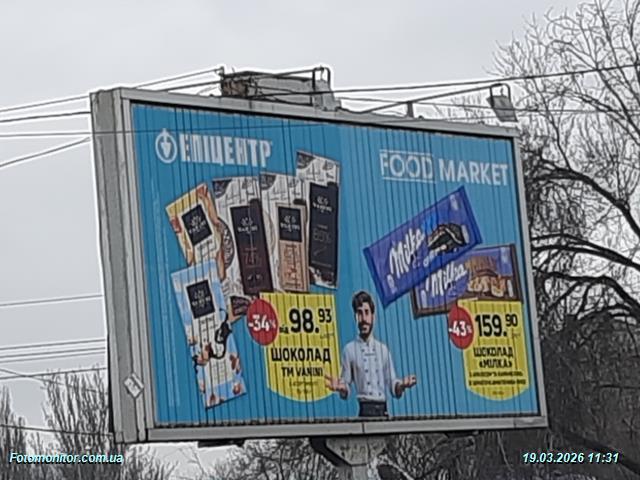 ЕПІЦЕНТР
FOOD MARKET
Milka
Milka
-34%
від 98.93
ШОКОЛАД
ТМ VANINI
-43%
159.90
ШОКОЛАД
«МІЛКА»
Fotomonitor.com.ua
19.03.2026 11:31